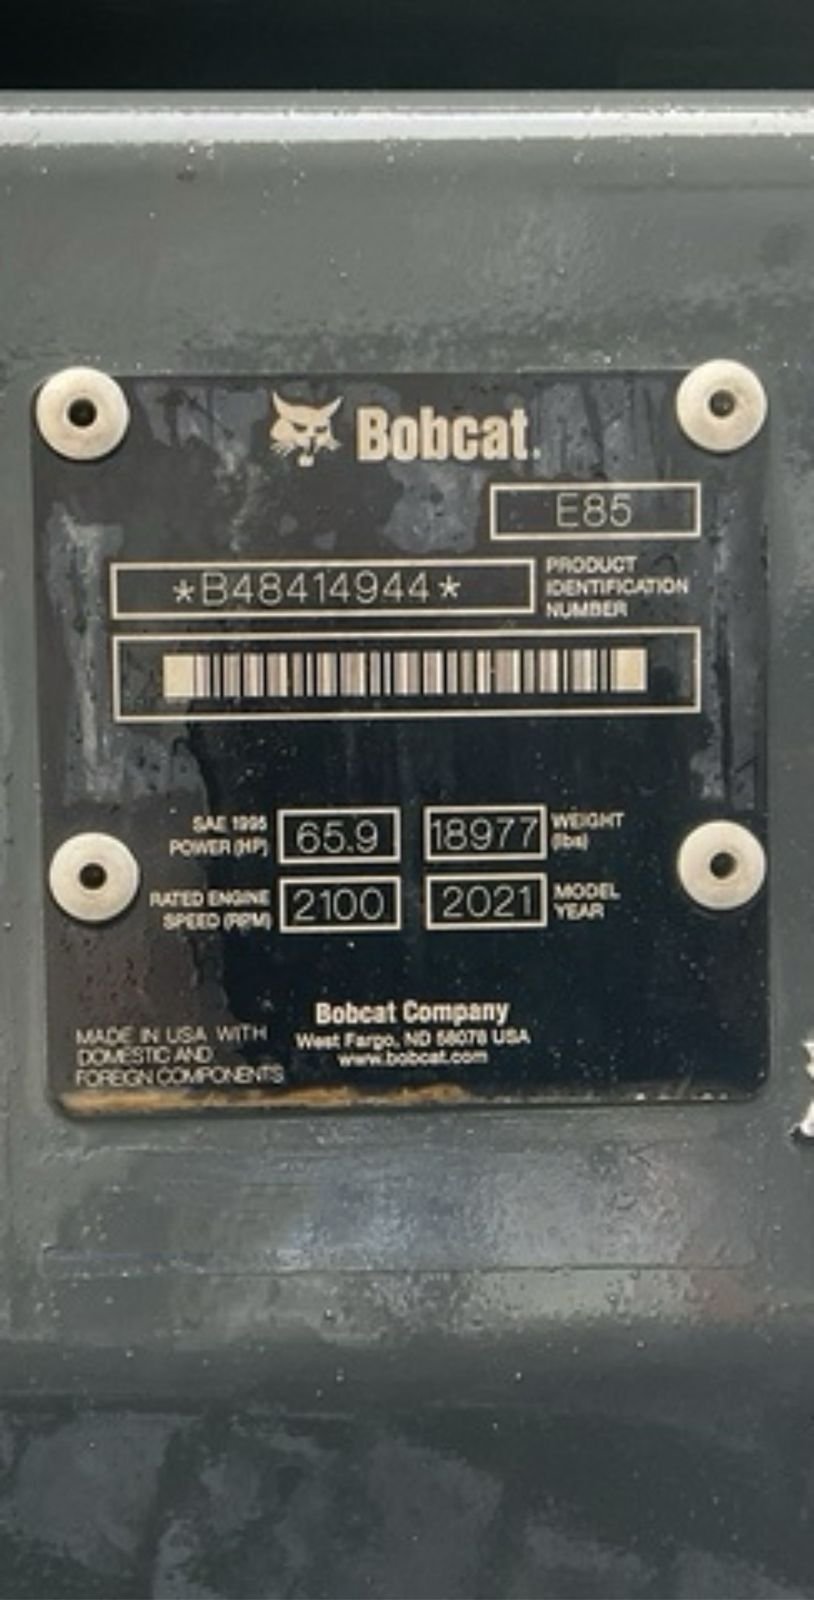 Bobcat.
E85
*B48414944*
PRODUCT
IDENTIFICATION
NUMBER
SAE 1995
POWER (HP)
65.9
18977
WEIGHT
(lbs)
RATED ENGINE
SPEED (RPM)
2100
2021
MODEL
YEAR
Bobcat Company
West Fargo, ND 58078 USA
www.bobcat.com
MADE IN USA WITH
DOMESTIC AND
FOREIGN COMPONENTS